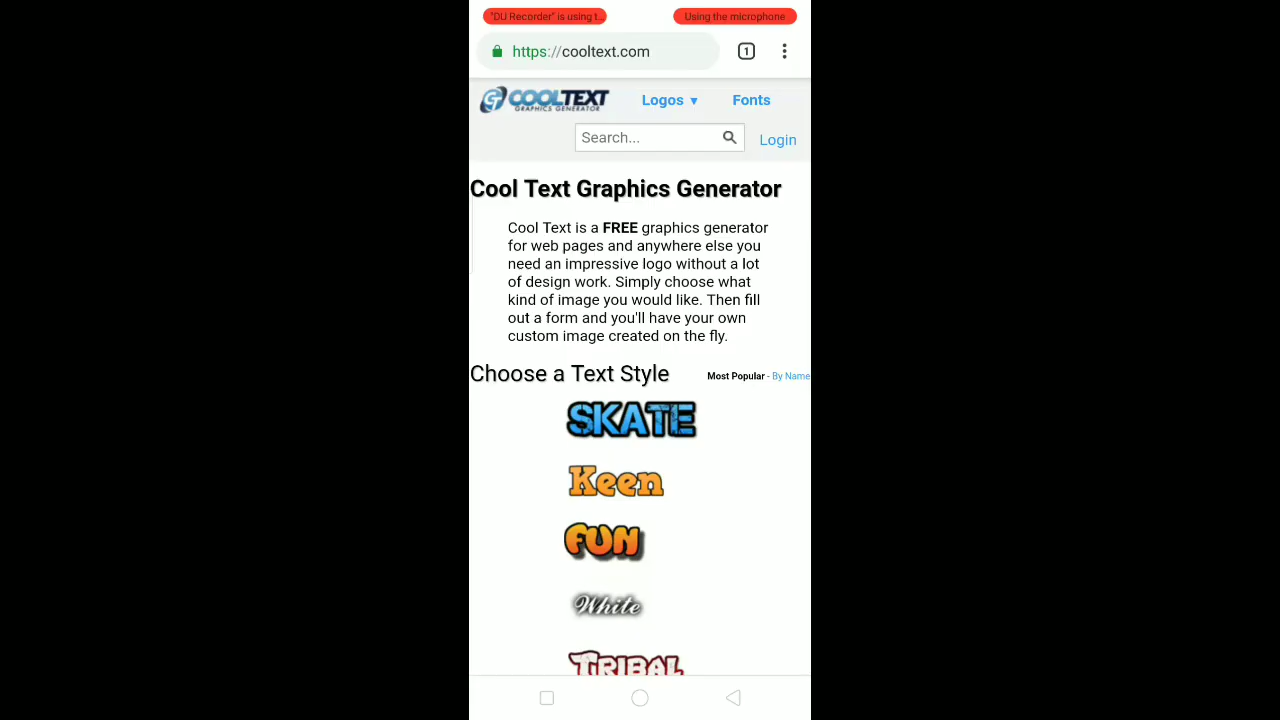 "DU Recorder" is using t...
Using the microphone
https://cooltext.com
1
COOLTEXT
GRAPHICS GENERATOR
Logos ▼
Fonts
Search...
Login
Cool Text Graphics Generator
Cool Text is a FREE graphics generator
for web pages and anywhere else you
need an impressive logo without a lot
of design work. Simply choose what
kind of image you would like. Then fill
out a form and you'll have your own
custom image created on the fly.
Choose a Text Style
Most Popular - By Name
SKATE
Keen
FUN
White
TRIBAL